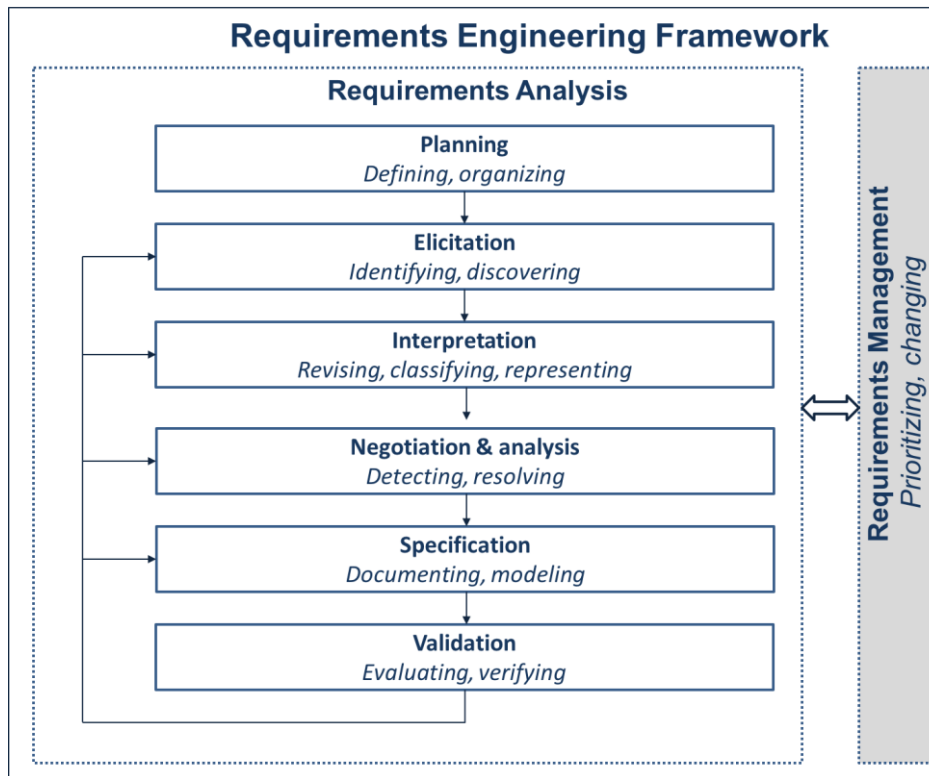 Requirements Engineering Framework
Requirements Analysis
Planning
Defining, organizing
Elicitation
Identifying, discovering
Interpretation
Revising, classifying, representing
Negotiation & analysis
Detecting, resolving
Specification
Documenting, modeling
Validation
Evaluating, verifying
Requirements Management
Prioritizing, changing